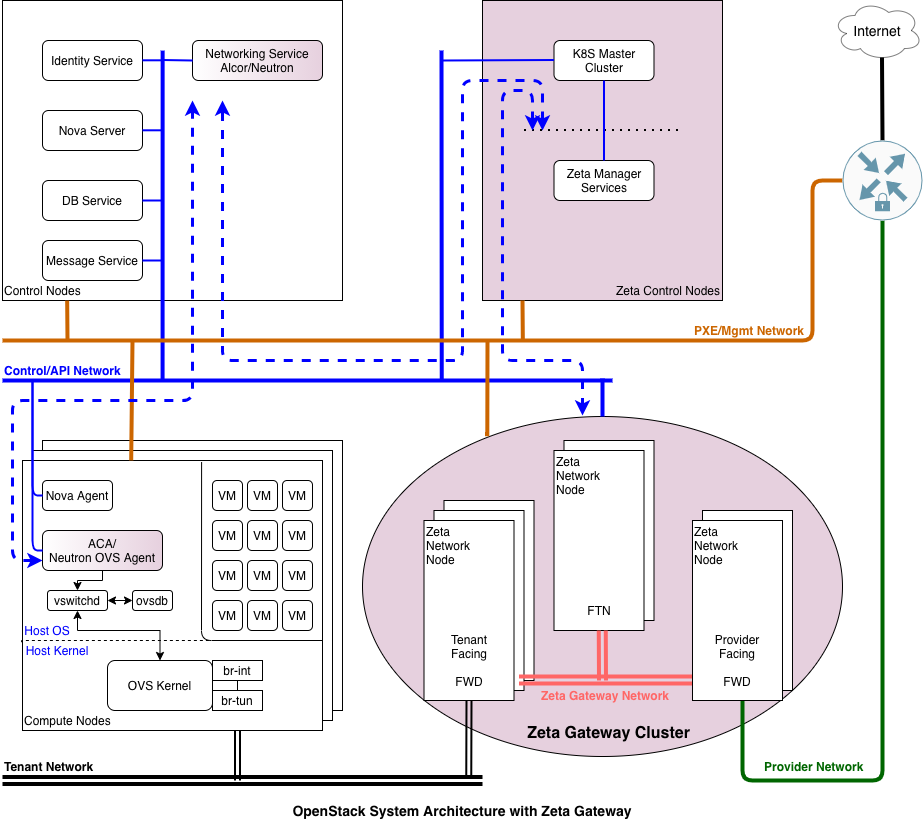 Internet
Identity Service
Networking Service
Alcor/Neutron
K8S Master
Cluster
Nova Server
DB Service
Zeta Manager
Services
Message Service
Control Nodes
Zeta Control Nodes
PXE/Mgmt Network
Control/API Network
Nova Agent
ACA/
Neutron OVS Agent
vswitchd
ovsdb
Host OS
Host Kernel
OVS Kernel
br-int
br-tun
Compute Nodes
VM
VM
VM
VM
VM
VM
VM
VM
VM
VM
VM
VM
Zeta
Network
Node
FTN
Zeta
Network
Node
Tenant
Facing
FWD
Zeta
Network
Node
Provider
Facing
FWD
Zeta Gateway Network
Zeta Gateway Cluster
Tenant Network
Provider Network
OpenStack System Architecture with Zeta Gateway